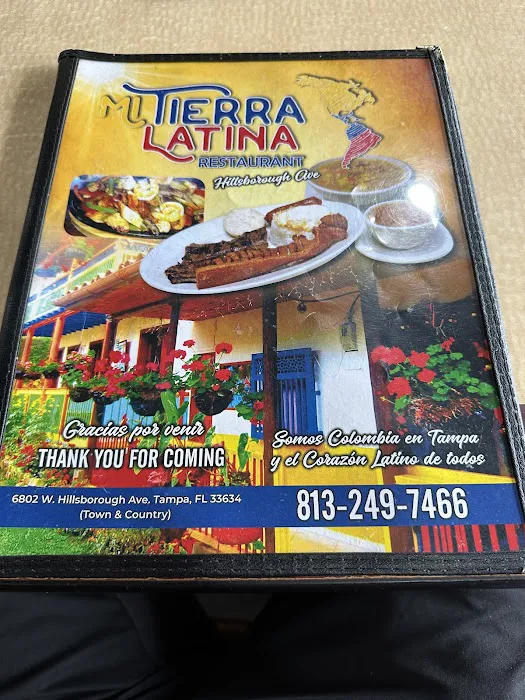 MI TIERRA
LATINA
RESTAURANT
Hillsborough Ave
Gracias por venir
THANK YOU FOR COMING
Somos Colombia en Tampa
y el Corazón Latino de todos
6802 W. Hillsborough Ave, Tampa, FL 33634
(Town & Country)
813-249-7466